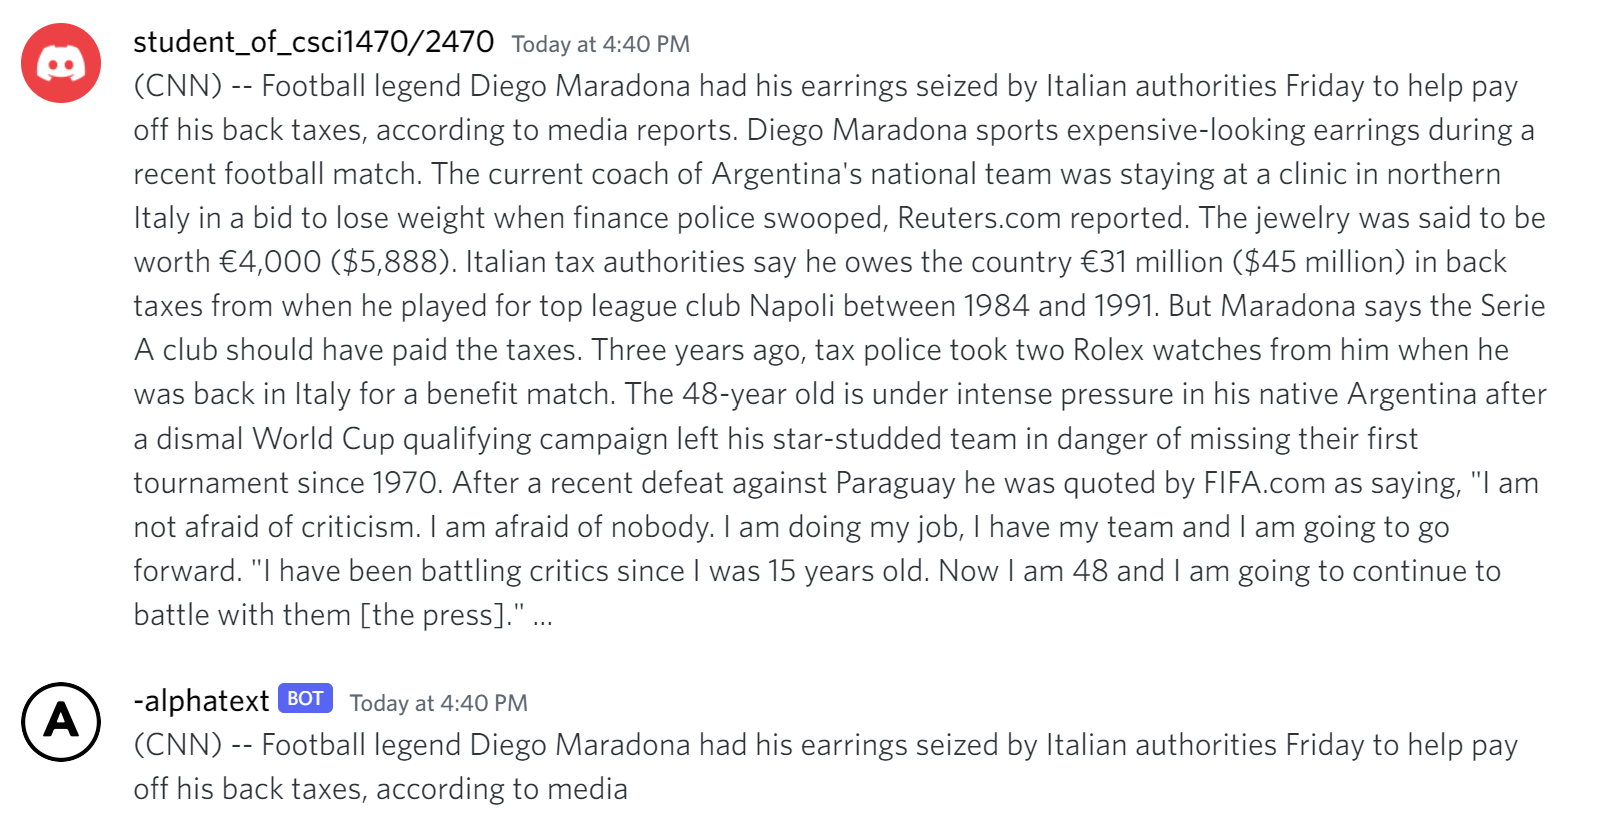 student_of_csci1470/2470 Today at 4:40 PM
(CNN) -- Football legend Diego Maradona had his earrings seized by Italian authorities Friday to help pay
off his back taxes, according to media reports. Diego Maradona sports expensive-looking earrings during a
recent football match. The current coach of Argentina's national team was staying at a clinic in northern
Italy in a bid to lose weight when finance police swooped, Reuters.com reported. The jewelry was said to be
worth €4,000 ($5,888). Italian tax authorities say he owes the country €31 million ($45 million) in back
taxes from when he played for top league club Napoli between 1984 and 1991. But Maradona says the Serie
A club should have paid the taxes. Three years ago, tax police took two Rolex watches from him when he
was back in Italy for a benefit match. The 48-year old is under intense pressure in his native Argentina after
a dismal World Cup qualifying campaign left his star-studded team in danger of missing their first
tournament since 1970. After a recent defeat against Paraguay he was quoted by FIFA.com as saying, "I am
not afraid of criticism. I am afraid of nobody. I am doing my job, I have my team and I am going to go
forward. "I have been battling critics since I was 15 years old. Now I am 48 and I am going to continue to
battle with them [the press]." ...
A
-alphatext BOT Today at 4:40 PM
(CNN) -- Football legend Diego Maradona had his earrings seized by Italian authorities Friday to help pay
off his back taxes, according to media